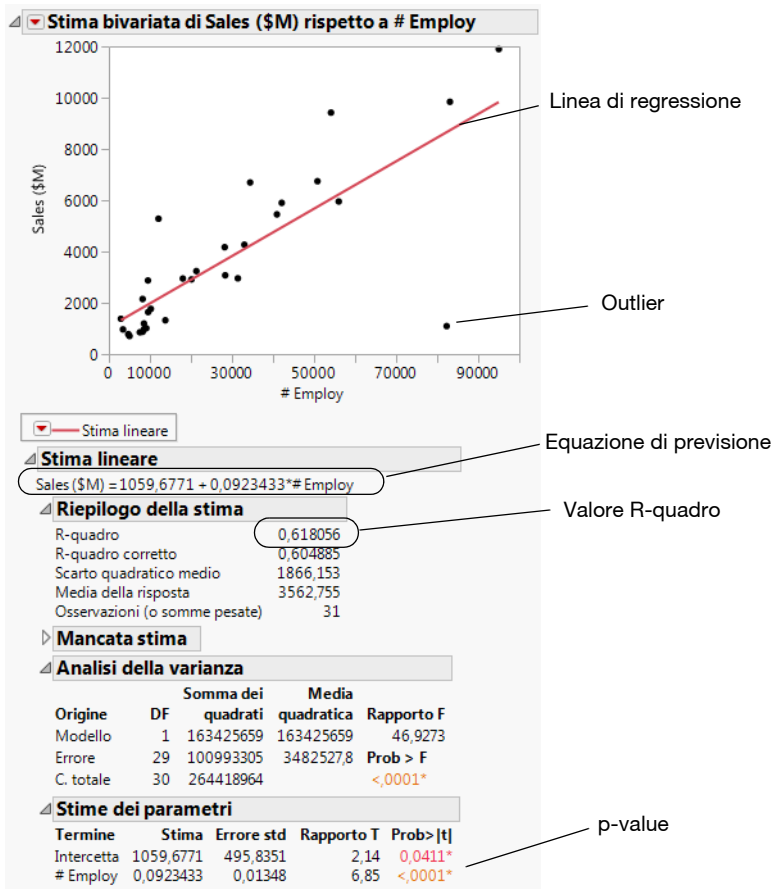 Stima bivariata di Sales ($M) rispetto a # Employ
12000
10000
8000
6000
4000
2000
0
Sales ($M)
0 10000 30000 50000 70000 90000
# Employ
Linea di regressione
Outlier
Stima lineare
Stima lineare
Equazione di previsione
Sales ($M) = 1059,6771 + 0,0923433*# Employ
Riepilogo della stima
Valore R-quadro
R-quadro 0,618056
R-quadro corretto 0,604885
Scarto quadratico medio 1866,153
Media della risposta 3562,755
Osservazioni (o somme pesate) 31
Mancata stima
Analisi della varianza
Somma dei Media
Origine DF quadrati quadratica Rapporto F
Modello 1 163425659 163425659 46,9273
Errore 29 100993305 3482527,8 Prob > F
C. totale 30 264418964 <,0001*
Stime dei parametri
p-value
Termine Stima Errore std Rapporto T Prob>|t|
Intercetta 1059,6771 495,8351 2,14 0,0411*
# Employ 0,0923433 0,01348 6,85 <,0001*